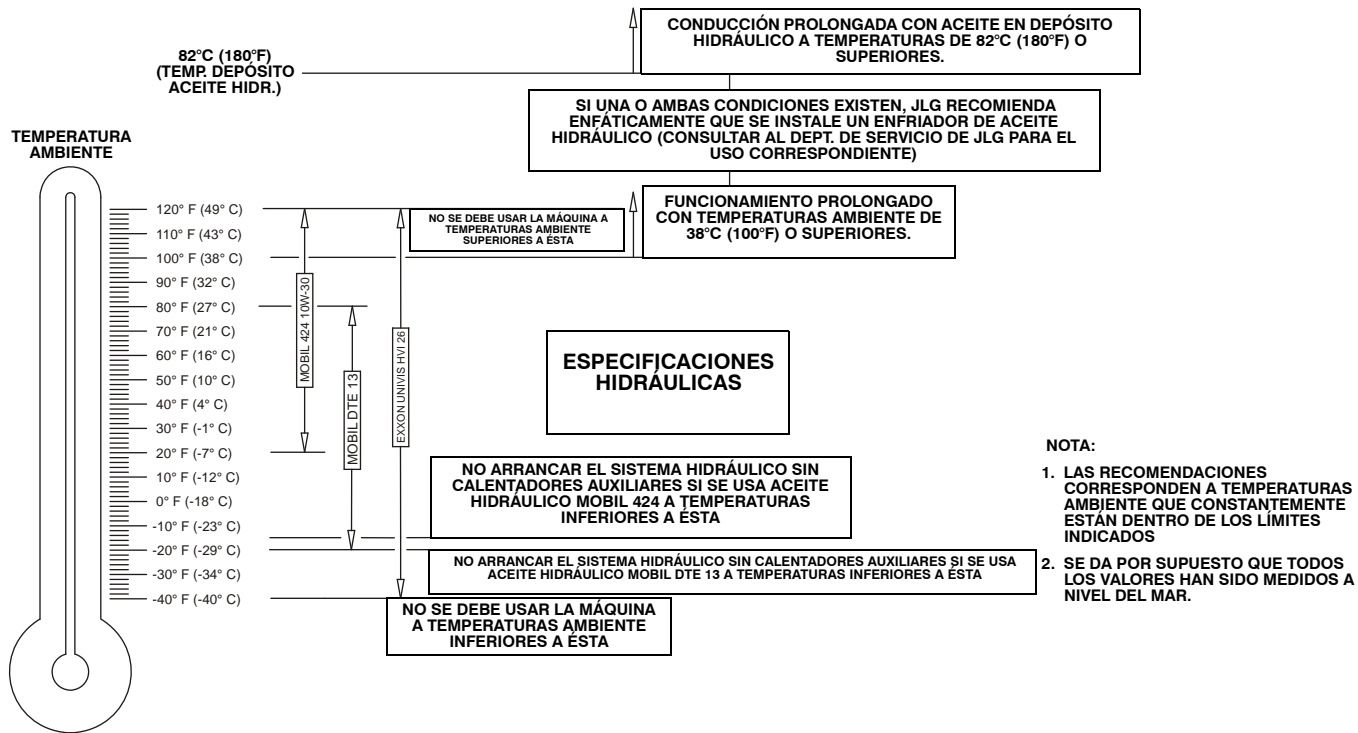 CONDUCCIÓN PROLONGADA CON ACEITE EN DEPÓSITO
HIDRÁULICO A TEMPERATURAS DE 82°C (180°F) O
SUPERIORES.
82°C (180°F)
(TEMP. DEPÓSITO
ACEITE HIDR.)
SI UNA O AMBAS CONDICIONES EXISTEN, JLG RECOMIENDA
ENFÁTICAMENTE QUE SE INSTALE UN ENFRIADOR DE ACEITE
HIDRÁULICO (CONSULTAR AL DEPT. DE SERVICIO DE JLG PARA EL
USO CORRESPONDIENTE)
TEMPERATURA
AMBIENTE
FUNCIONAMIENTO PROLONGADO
CON TEMPERATURAS AMBIENTE DE
38°C (100°F) O SUPERIORES.
NO SE DEBE USAR LA MÁQUINA A
TEMPERATURAS AMBIENTE
SUPERIORES A ÉSTA
120° F (49° C)
110° F (43° C)
100° F (38° C)
90° F (32° C)
80° F (27° C)
70° F (21° C)
60° F (16° C)
50° F (10° C)
40° F (4° C)
30° F (-1° C)
20° F (-7° C)
10° F (-12° C)
0° F (-18° C)
-10° F (-23° C)
-20° F (-29° C)
-30° F (-34° C)
-40° F (-40° C)
MOBIL 424 10W-30
MOBIL DTE 13
EXXON UNIVIS HVI 26
ESPECIFICACIONES
HIDRÁULICAS
NO ARRANCAR EL SISTEMA HIDRÁULICO SIN
CALENTADORES AUXILIARES SI SE USA ACEITE
HIDRÁULICO MOBIL 424 A TEMPERATURAS
INFERIORES A ÉSTA
NO ARRANCAR EL SISTEMA HIDRÁULICO SIN CALENTADORES AUXILIARES SI SE USA
ACEITE HIDRÁULICO MOBIL DTE 13 A TEMPERATURAS INFERIORES A ÉSTA
NO SE DEBE USAR LA MÁQUINA
A TEMPERATURAS AMBIENTE
INFERIORES A ÉSTA
NOTA:
1. LAS RECOMENDACIONES
CORRESPONDEN A TEMPERATURAS
AMBIENTE QUE CONSTANTEMENTE
ESTÁN DENTRO DE LOS LÍMITES
INDICADOS
2. SE DA POR SUPUESTO QUE TODOS
LOS VALORES HAN SIDO MEDIDOS A
NIVEL DEL MAR.